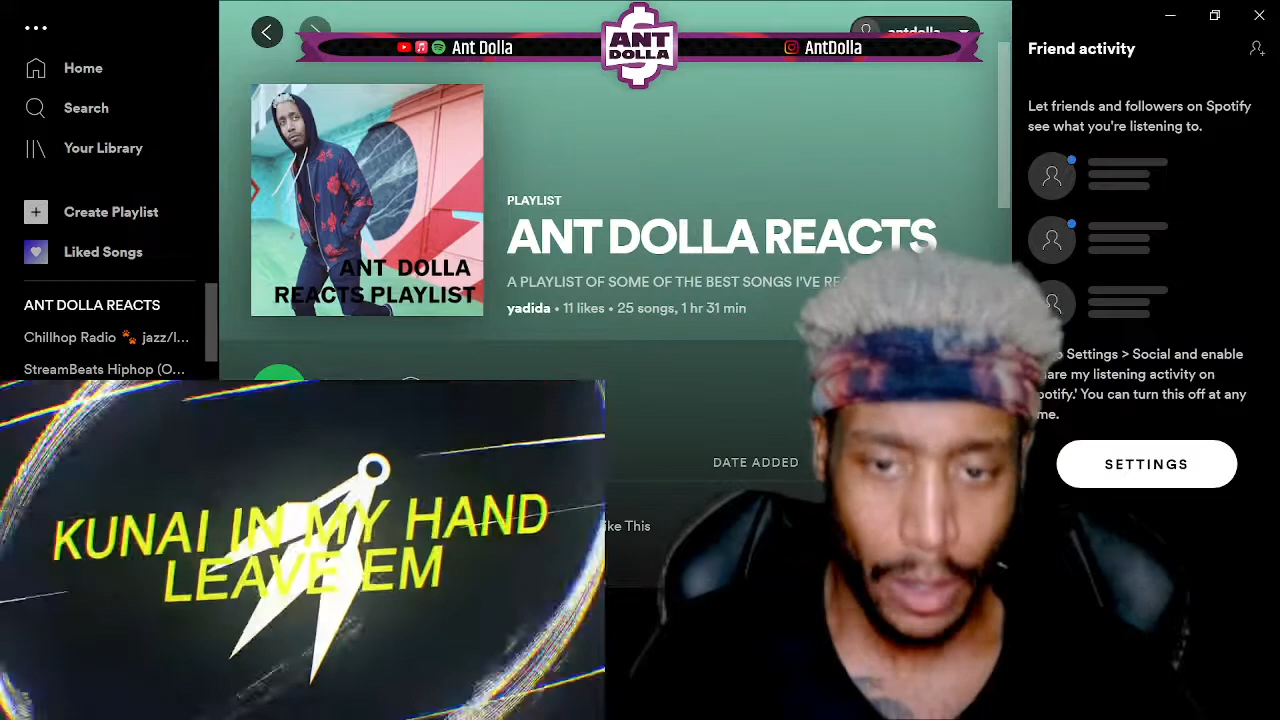 Home
Search
Your Library
Create Playlist
Liked Songs
ANT DOLLA REACTS
Chillhop Radio 🐾 jazz/l...
StreamBeats Hiphop (O...
Ant Dolla
ANT
DOLLA
AntDolla
antdolla
ANT DOLLA
REACTS PLAYLIST
PLAYLIST
ANT DOLLA REACTS
A PLAYLIST OF SOME OF THE BEST SONGS I'VE
yadida • 11 likes • 25 songs, 1 hr 31 min
DATE ADDED
ike This
KUNAI IN MY HAND
LEAVE EM
Friend activity
Let friends and followers on Spotify
see what you're listening to.
Settings > Social and enable
are my listening activity on
potify.' You can turn this off at any
me.
SETTINGS